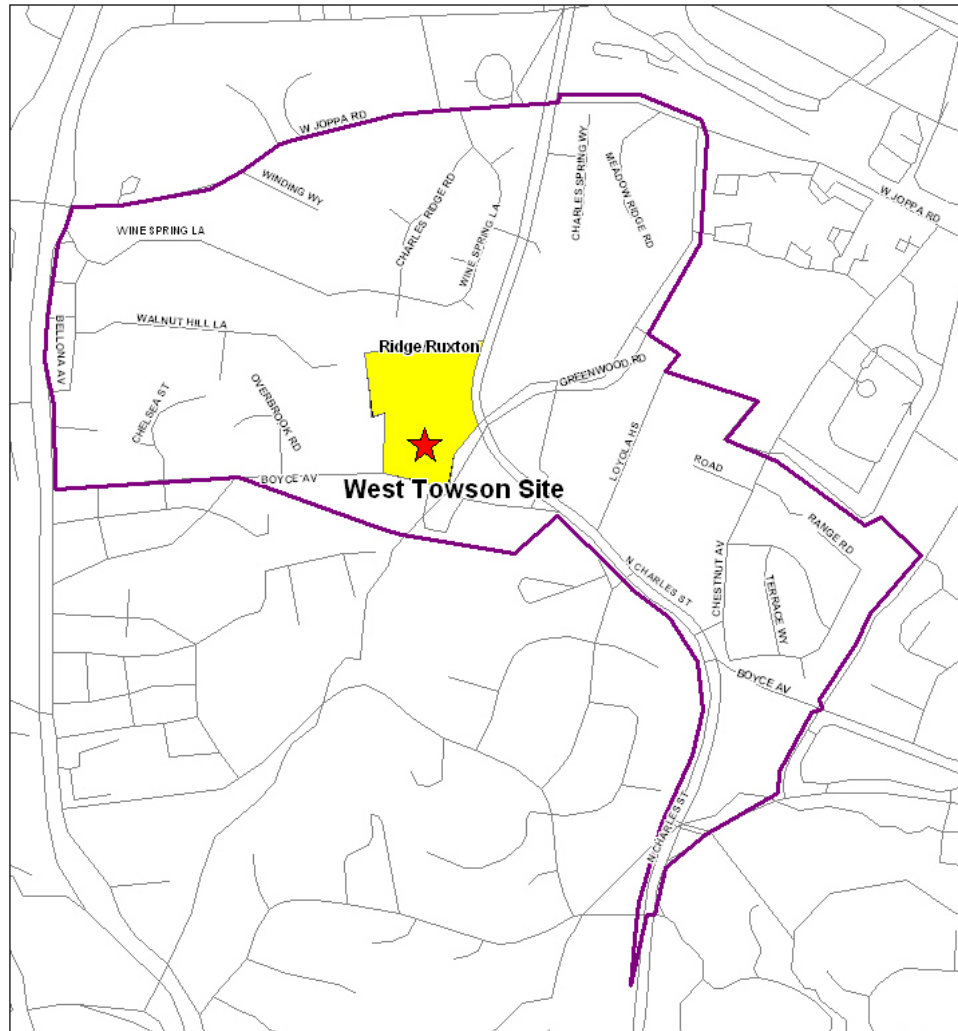 W JOPPA RD
WINDING WY
CHARLES RIDGE RD
WINE SPRING LA
CHARLES SPRING WY
MEADOW RIDGE RD
W JOPPA RD
WINE SPRING LA
BELLONA AV
WALNUT HILL LA
Ridge/Ruxton
GREENWOOD RD
CHELSEA ST
OVERBROOK RD
LOYOLA HS
ROAD
RANGE RD
BOYCE AV
West Towson Site
N CHARLES ST
CHESTNUT AV
TERRACE WY
BOYCE AV
N CHARLES ST